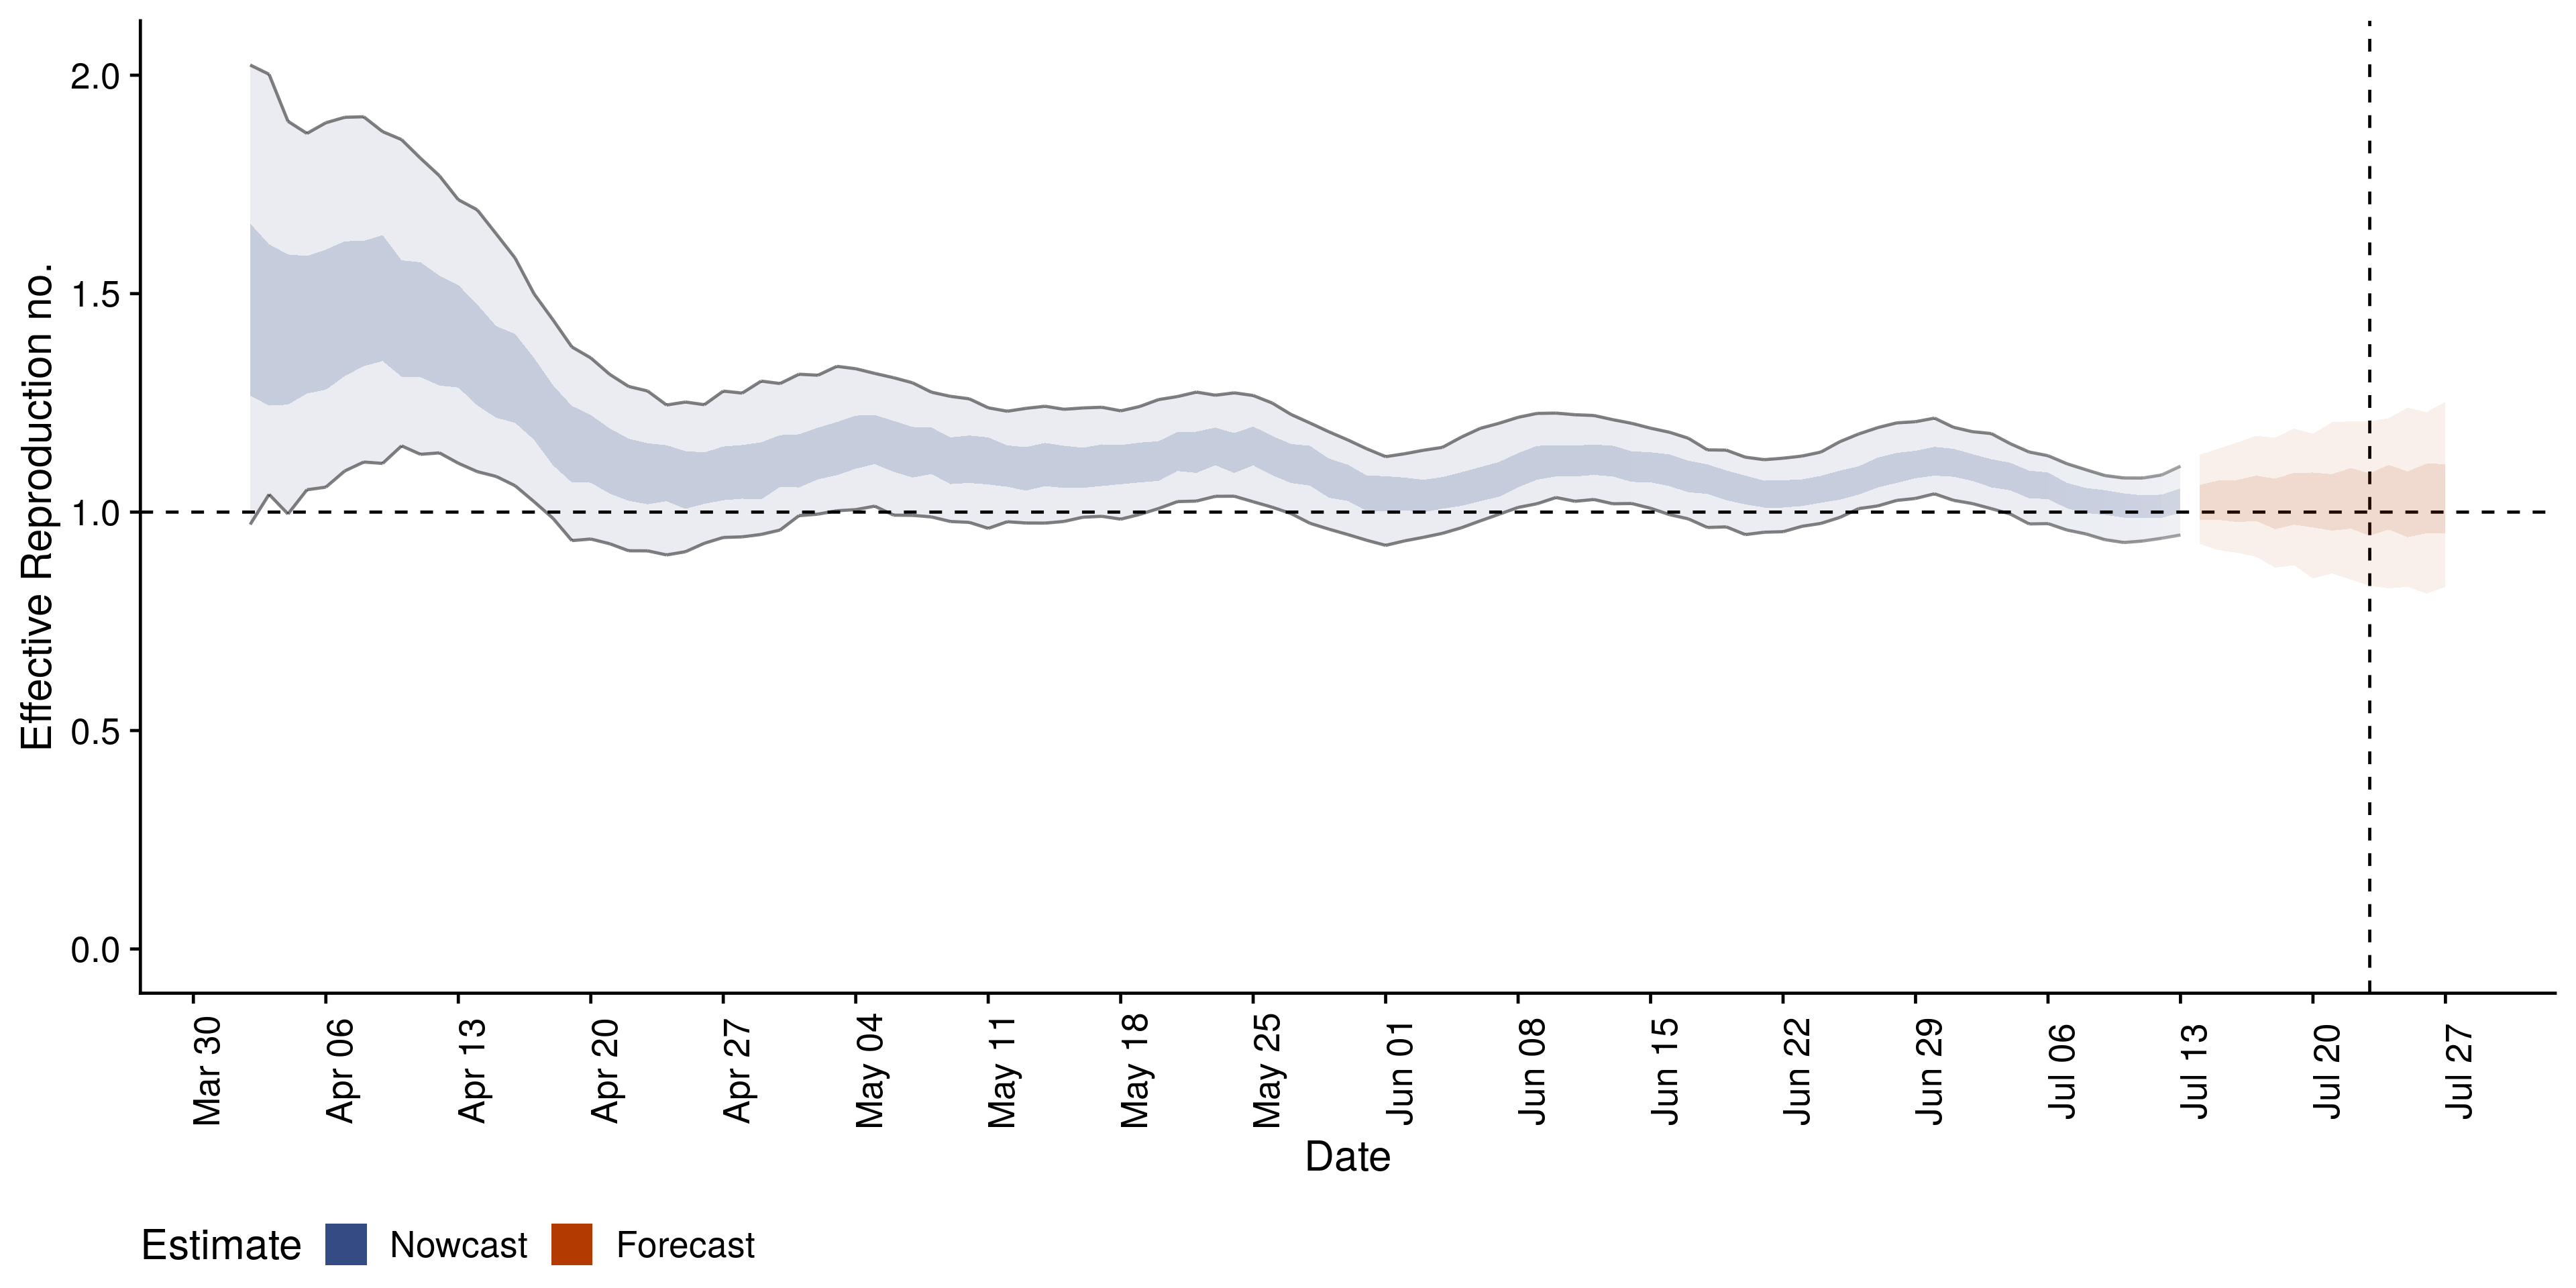 Effective Reproduction no.
2.0
1.5
1.0
0.5
0.0
Mar 30
Apr 06
Apr 13
Apr 20
Apr 27
May 04
May 11
May 18
May 25
Jun 01
Jun 08
Jun 15
Jun 22
Jun 29
Jul 06
Jul 13
Jul 20
Jul 27
Date
Estimate Nowcast Forecast